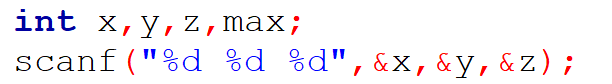 int x,y,z,max;
scanf("%d %d %d",&x,&y,&z);